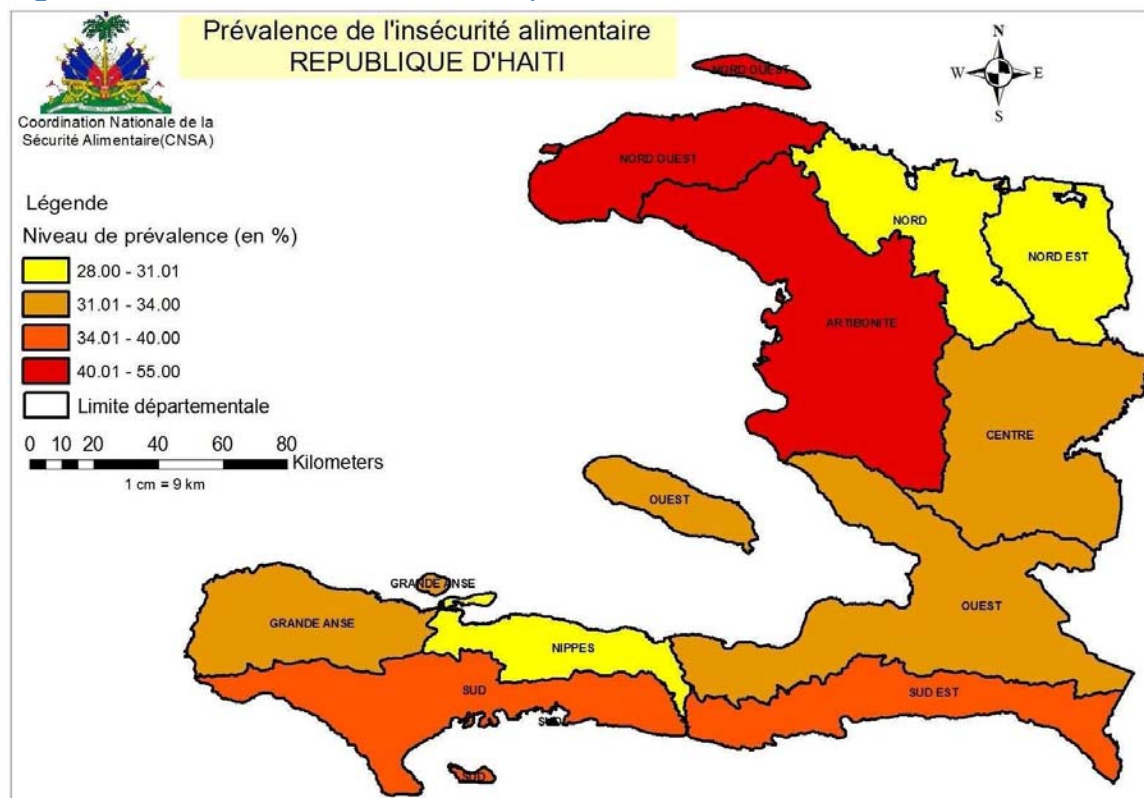 Prévalence de l'insécurité alimentaire
REPUBLIQUE D'HAITI
Coordination Nationale de la
Sécurité Alimentaire(CNSA)
N
W
E
S
Légende
Niveau de prévalence (en %)
28.00 - 31.01
31.01 - 34.00
34.01 - 40.00
40.01 - 55.00
Limite départementale
0 10 20 40 60 80
Kilometers
1 cm = 9 km
NORD OUEST
NORD OUEST
NORD
NORD EST
ARTIBONITE
CENTRE
OUEST
GRANDE ANSE
GRANDE ANSE
OUEST
NIPPES
SUD
SUD EST
SUD
SUD